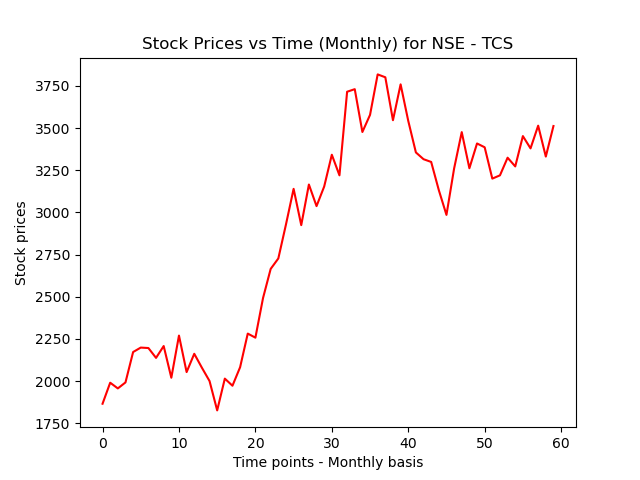 Stock Prices vs Time (Monthly) for NSE - TCS
Stock prices
3750
3500
3250
3000
2750
2500
2250
2000
1750
0 10 20 30 40 50 60
Time points - Monthly basis